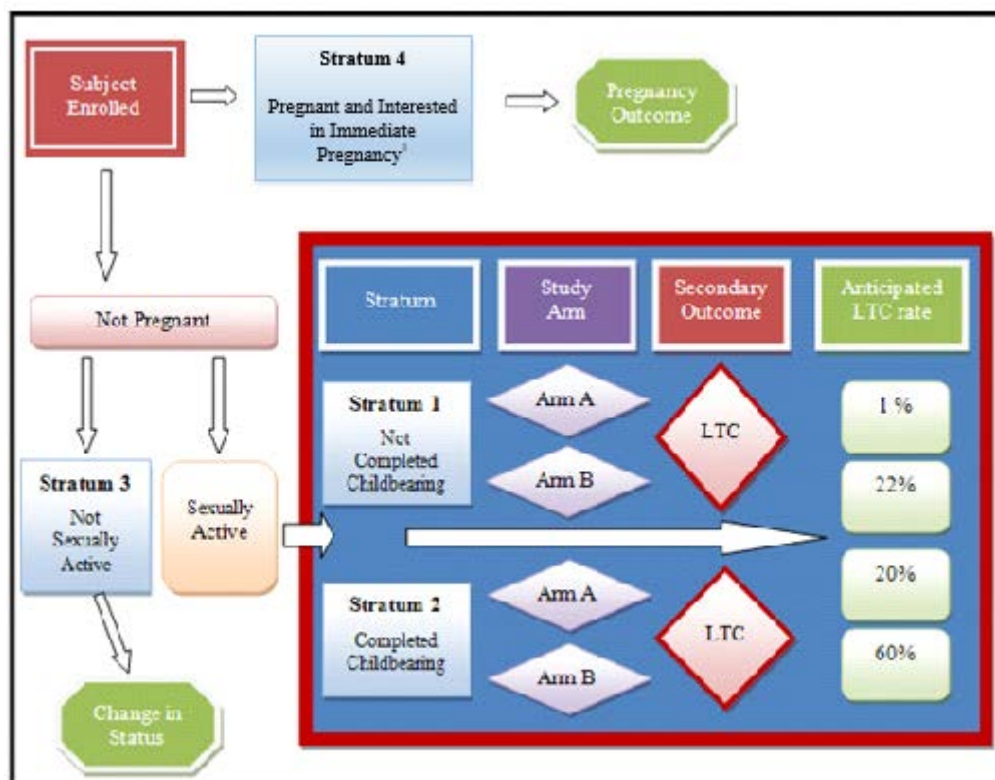 Subject
Enrolled
Stratum 4
Pregnant and Interested
in Immediate
Pregnancy
Pregnancy
Outcome
Not Pregnant
Stratum
Study
Arm
Secondary
Outcome
Anticipated
LTC rate
Stratum 1
Not
Completed
Childbearing
Arm A
Arm B
LTC
1 %
22%
Stratum 3
Not
Sexually
Active
Sexually
Active
Stratum 2
Completed
Childbearing
Arm A
Arm B
LTC
20%
60%
Change in
Status